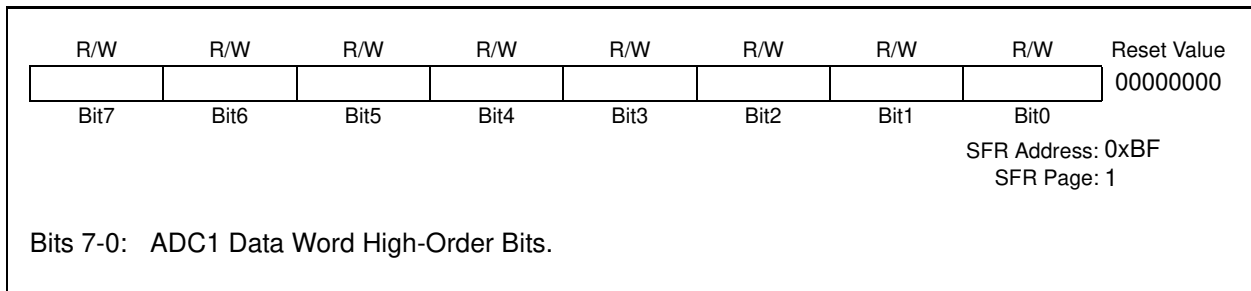 R/W R/W R/W R/W R/W R/W R/W R/W Reset Value
00000000
Bit7 Bit6 Bit5 Bit4 Bit3 Bit2 Bit1 Bit0
SFR Address: 0xBF
SFR Page: 1
Bits 7-0: ADC1 Data Word High-Order Bits.